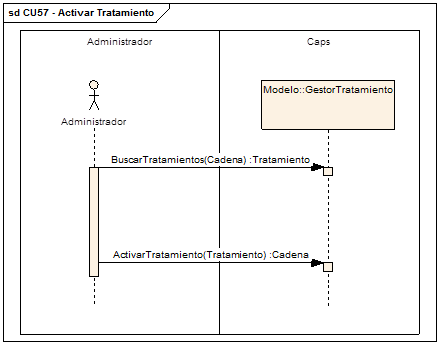 sd CU57 - Activar Tratamiento
Administrador
Caps
Modelo::GestorTratamiento
Administrador
BuscarTratamientos(Cadena) :Tratamiento
ActivarTratamiento(Tratamiento) :Cadena